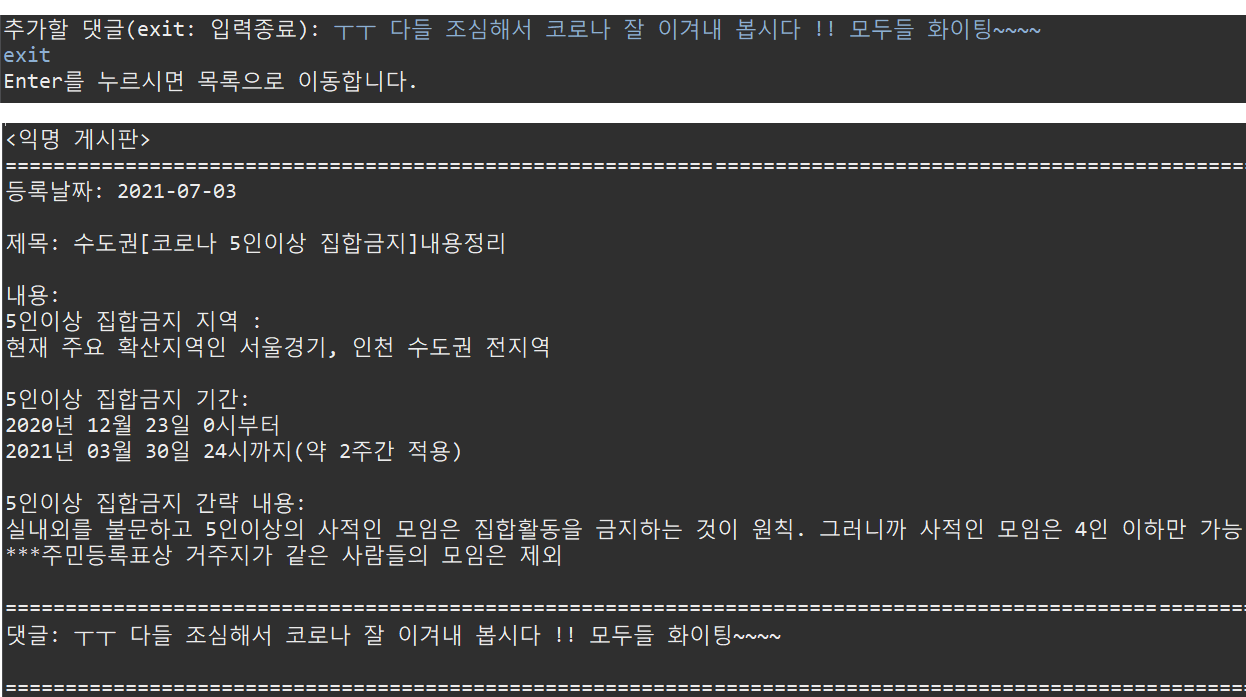 추가할 댓글(exit: 입력종료): ㅜㅜ 다들 조심해서 코로나 잘 이겨내 봅시다 !! 모두들 화이팅~~~~
exit
Enter를 누르시면 목록으로 이동합니다.
<익명 게시판>
=========================================================================================================
등록날짜: 2021-07-03
제목: 수도권[코로나 5인이상 집합금지]내용정리
내용:
5인이상 집합금지 지역 :
현재 주요 확산지역인 서울경기, 인천 수도권 전지역
5인이상 집합금지 기간:
2020년 12월 23일 0시부터
2021년 03월 30일 24시까지(약 2주간 적용)
5인이상 집합금지 간략 내용:
실내외를 불문하고 5인이상의 사적인 모임은 집합활동을 금지하는 것이 원칙. 그러니까 사적인 모임은 4인 이하만 가능
***주민등록표상 거주지가 같은 사람들의 모임은 제외
=========================================================================================================
댓글: ㅜㅜ 다들 조심해서 코로나 잘 이겨내 봅시다 !! 모두들 화이팅~~~~
=========================================================================================================